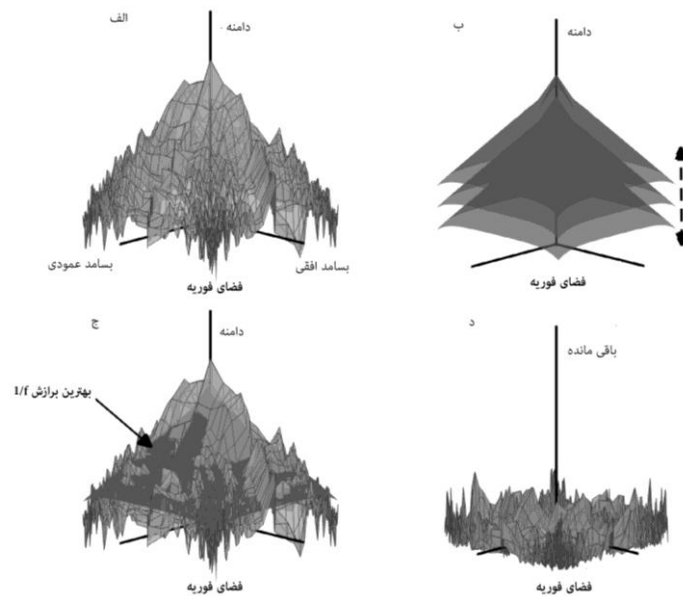 الف
دامنه
بسامد عمودی
بسامد افقی
فضای فوریه
ب
دامنه
فضای فوریه
ج
دامنه
بهترین برازش 1/f
فضای فوریه
د
باقی مانده
فضای فوریه